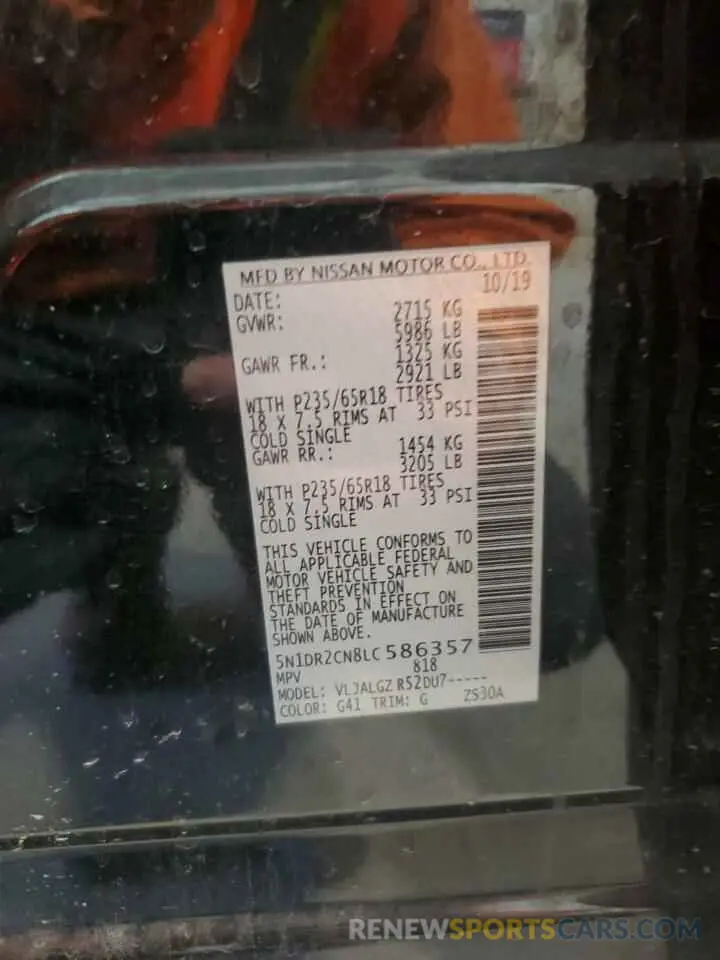 MFD BY NISSAN MOTOR CO., LTD.
DATE: 10/19
GVWR: 2715 KG
5986 LB
GAWR FR.: 1325 KG
2921 LB
WITH P235/65R18 TIRES
18 X 7.5 RIMS AT 33 PSI
COLD SINGLE
GAWR RR.: 1454 KG
3205 LB
WITH P235/65R18 TIRES
18 X 7.5 RIMS AT 33 PSI
COLD SINGLE
THIS VEHICLE CONFORMS TO
ALL APPLICABLE FEDERAL
MOTOR VEHICLE SAFETY AND
THEFT PREVENTION
STANDARDS IN EFFECT ON
THE DATE OF MANUFACTURE
SHOWN ABOVE.
5N1DR2CN8LC586357
MPV 818
MODEL: VLJALGZ R52DU7-----
COLOR: G41 TRIM: G ZS30A
RENEWSPORTSCARS.COM